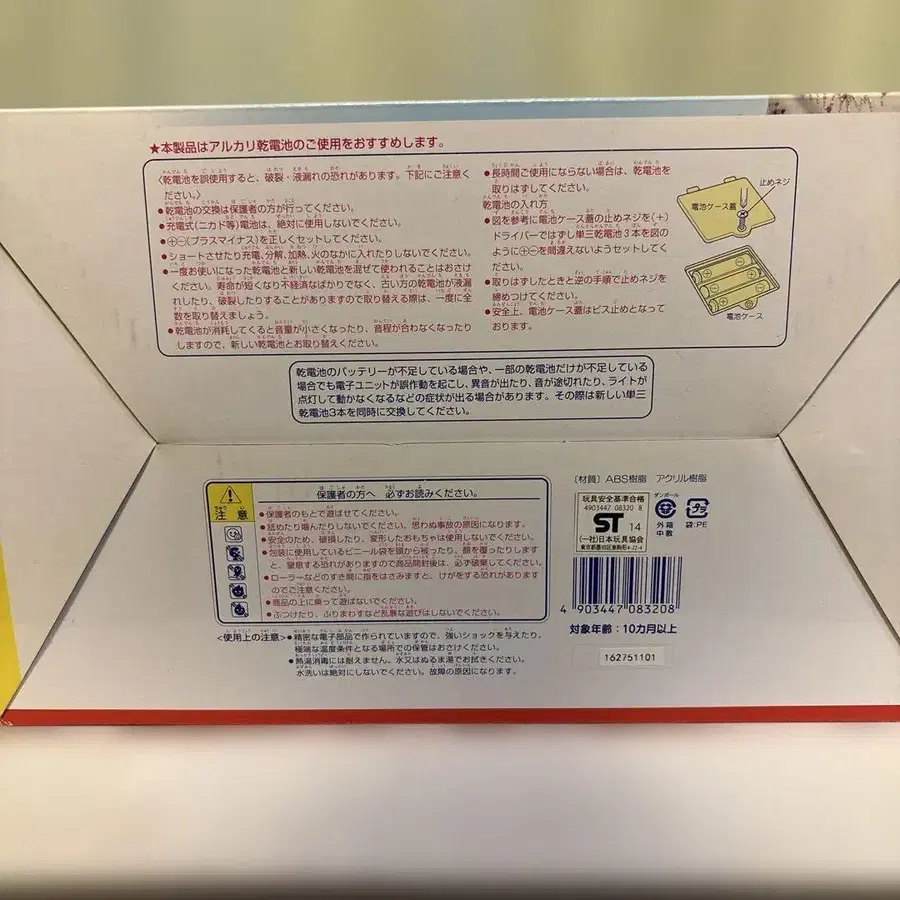 ★本製品はアルカリ乾電池のご使用をおすすめします。
〈乾電池を誤使用すると、破裂・液漏れの恐れがあります。下記にご注意く
ださい。〉
●乾電池の交換は保護者の方が行ってください。
●充電式(ニカド等)電池は、絶対に使用しないでください。
●⊕⊖(プラスマイナス)を正しくセットしてください。
●ショートさせたり充電、分解、加熱、火のなかに入れたりしないでください。
●一度お使いになった乾電池と新しい乾電池を混ぜて使われることはおさけ
ください。寿命が短くなり不経済なばかりでなく、古い方の乾電池が液漏
れしたり、破裂したりすることがありますので取り替える際は、一度に全
数を取り替えましょう。
●乾電池が消耗してくると音量が小さくなったり、音程が合わなくなったり
しますので、新しい乾電池とお取り替えください。
●長時間ご使用にならない場合は、乾電池を
取りはずしてください。
乾電池の入れ方
●図を参考に電池ケース蓋の止めネジを(+)
ドライバーではずし単三乾電池3本を図の
ように⊕⊖を間違えないようセットしてくだ
さい。
●取りはずしたときと逆の手順で止めネジを
締めつけてください。
●安全上、電池ケース蓋はビス止めとなって
おります。
止めネジ
電池ケース蓋
電池ケース
乾電池のバッテリーが不足している場合や、一部の乾電池だけが不足している
場合でも電子ユニットが誤作動を起こし、異音が出たり、音が途切れたり、ライトが
点灯して動かなくなるなどの症状が出る場合があります。その際は新しい単三
乾電池3本を同時に交換してください。
注意
保護者の方へ 必ずお読みください。
●保護者のもとで遊ばせてください。
●舐めたり噛んだりしないでください。思わぬ事故の原因になります。
●安全のため、破損したり、変形したおもちゃは使用しないでください。
●包装に使用しているビニール袋を頭から被ったり、顔を覆ったりします
と、窒息する恐れがありますので商品開封後は、必ず破棄してください。
●ローラーなどのすき間に指をはさみますと、けがをする恐れがあります
のでご注意ください。
●商品の上に乗って遊ばないでください。
●ぶつけたり、ふりまわすなど乱暴な遊びはしないでください。
<使用上の注意>●精密な電子部品で作られていますので、強いショックを与えたり、
極端な温度条件となる場所での保管はおさけください。
●熱湯消毒には耐えません。水又はぬるま湯でお拭きください。
水洗いは絶対にしないでください。故障の原因になります。
〔材質〕ABS樹脂 アクリル樹脂
玩具安全基準合格
4903447 08320 8
ST 14
(一社)日本玩具協会
東京都墨田区東駒形4-22-4
ダンボール
外箱
中敷
プラ
袋:PE
4 903447 083208
対象年齢:10カ月以上
162751101